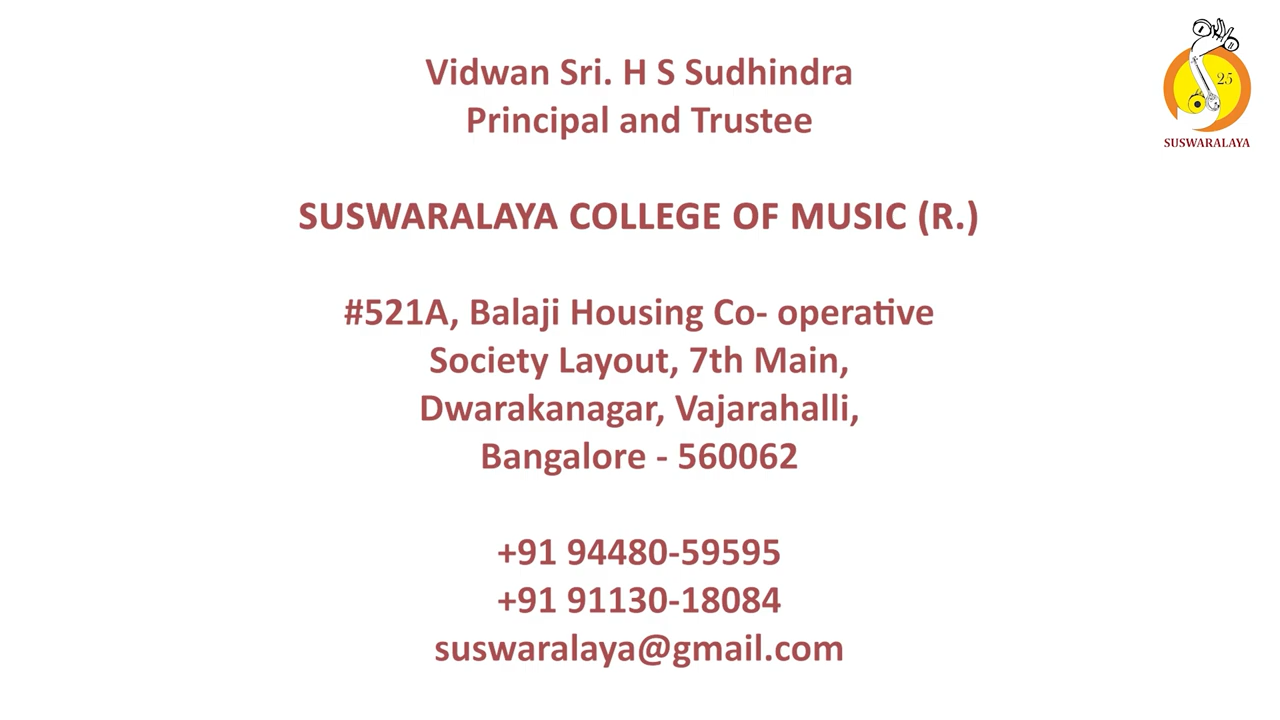 Vidwan Sri. H S Sudhindra
Principal and Trustee
SUSWARALAYA COLLEGE OF MUSIC (R.)
#521A, Balaji Housing Co- operative
Society Layout, 7th Main,
Dwarakanagar, Vajarahalli,
Bangalore - 560062
+91 94480-59595
+91 91130-18084
suswaralaya@gmail.com
25
SUSWARALAYA